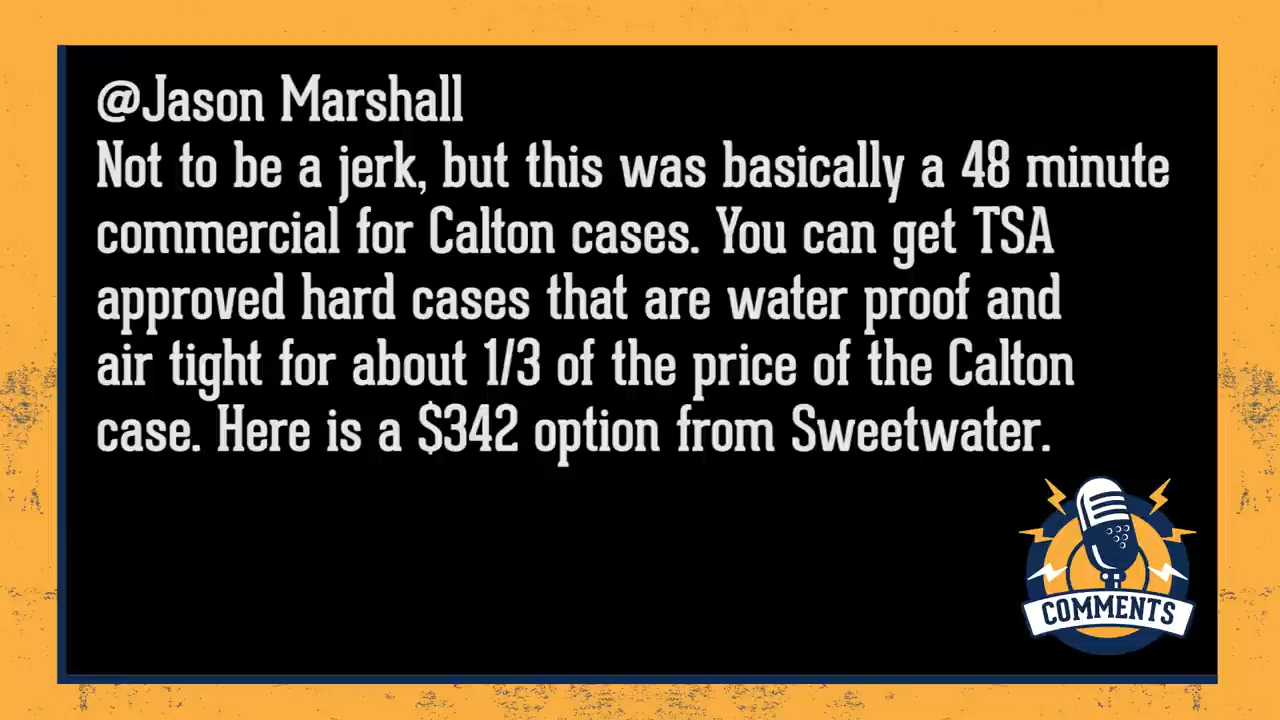 @Jason Marshall
Not to be a jerk, but this was basically a 48 minute
commercial for Calton cases. You can get TSA
approved hard cases that are water proof and
air tight for about 1/3 of the price of the Calton
case. Here is a $342 option from Sweetwater.
COMMENTS